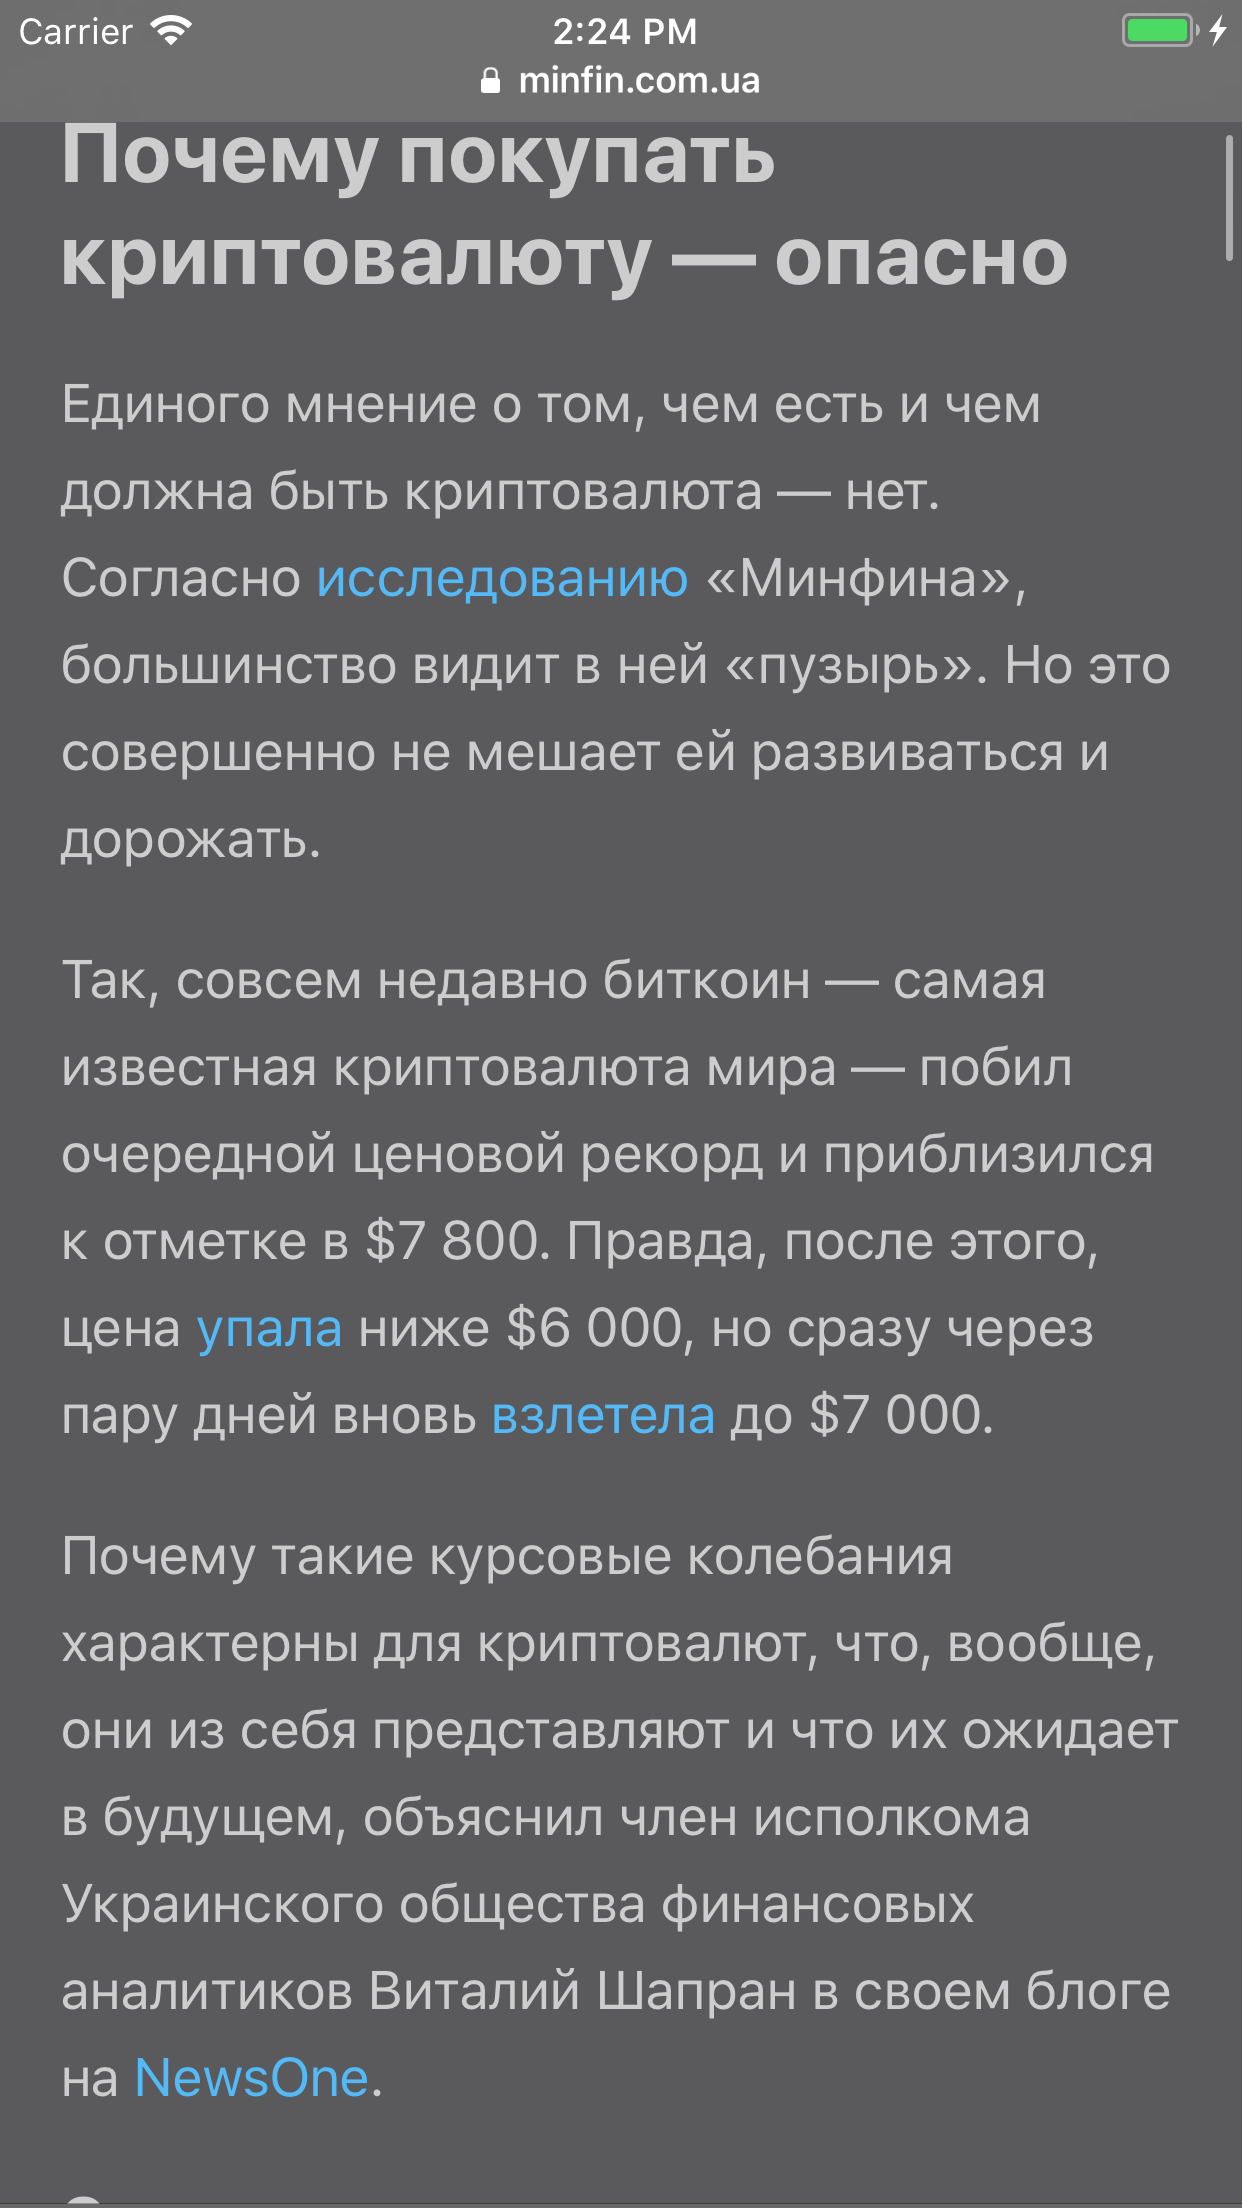 Carrier
2:24 PM
minfin.com.ua
Почему покупать
криптовалюту — опасно
Единого мнение о том, чем есть и чем
должна быть криптовалюта — нет.
Согласно исследованию «Минфина»,
большинство видит в ней «пузырь». Но это
совершенно не мешает ей развиваться и
дорожать.
Так, совсем недавно биткоин — самая
известная криптовалюта мира — побил
очередной ценовой рекорд и приблизился
к отметке в $7 800. Правда, после этого,
цена упала ниже $6 000, но сразу через
пару дней вновь взлетела до $7 000.
Почему такие курсовые колебания
характерны для криптовалют, что, вообще,
они из себя представляют и что их ожидает
в будущем, объяснил член исполкома
Украинского общества финансовых
аналитиков Виталий Шапран в своем блоге
на NewsOne.